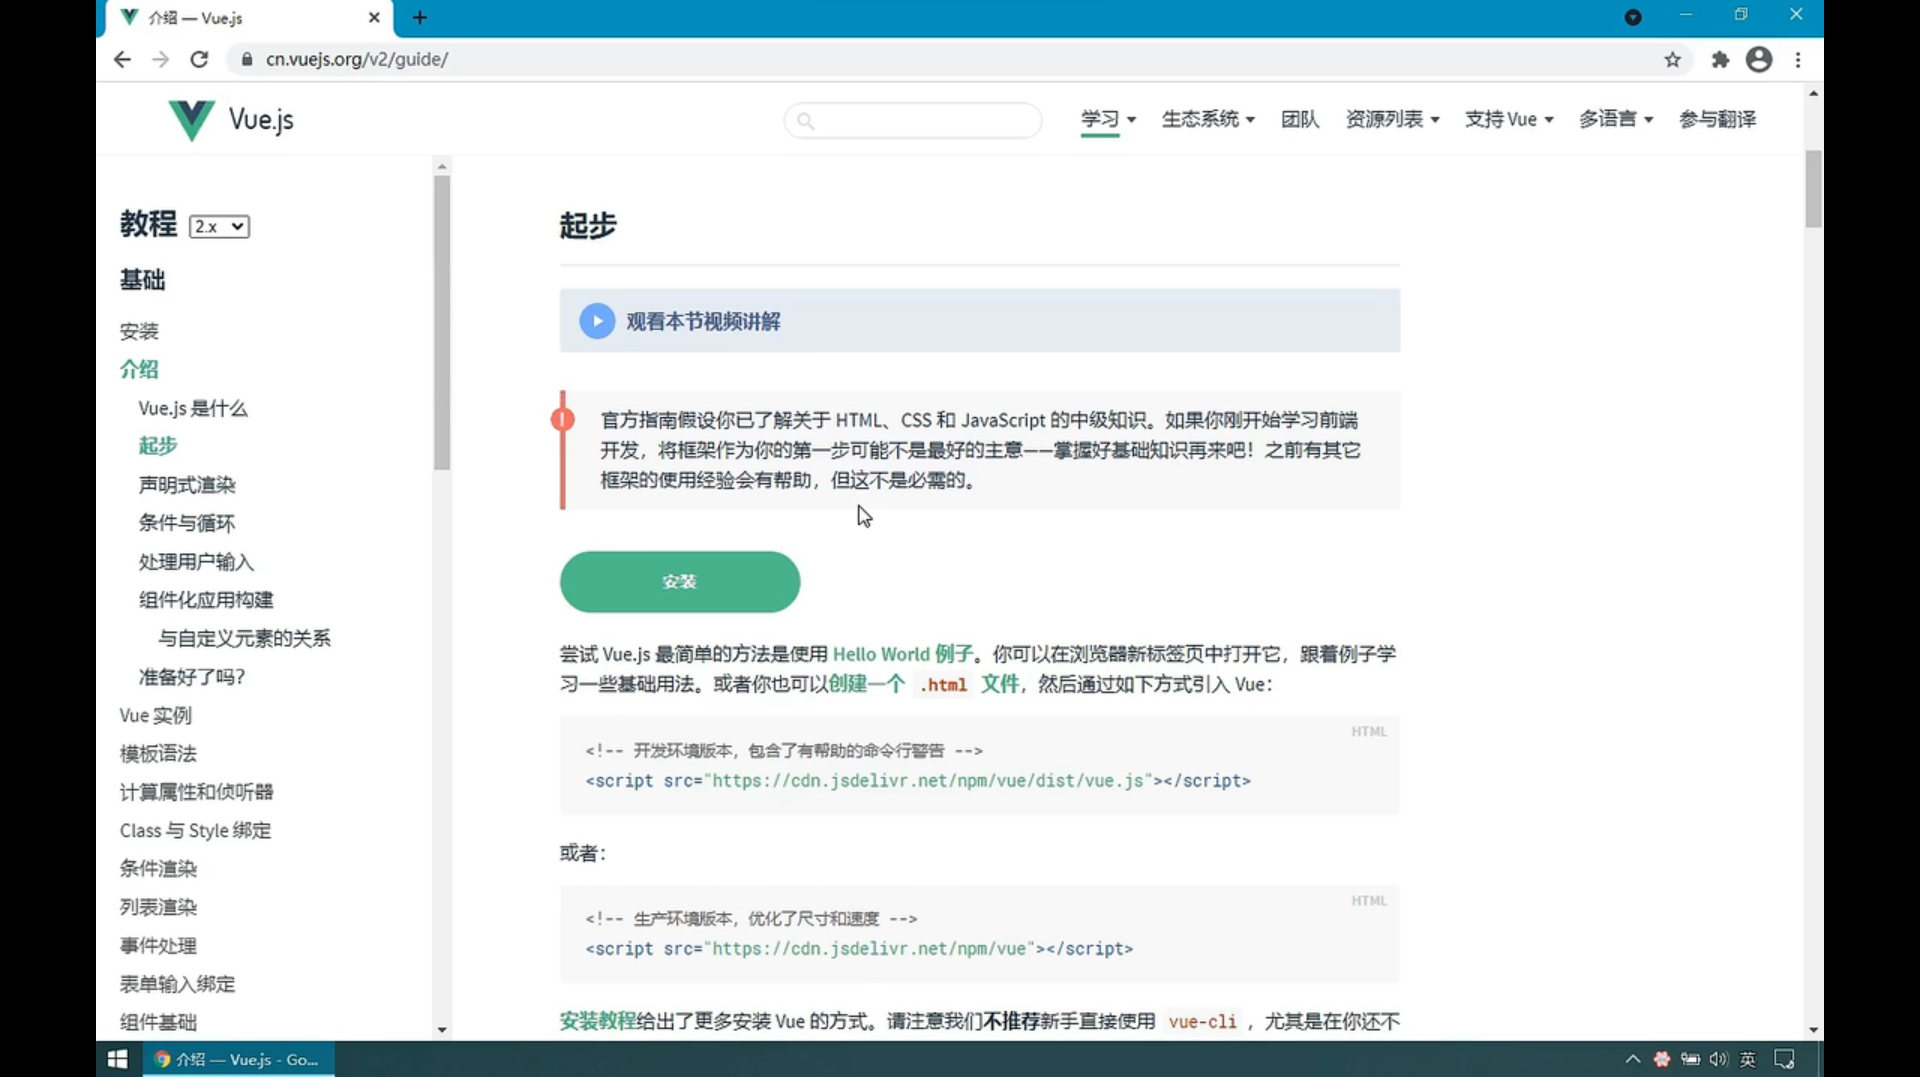 介绍 — Vue.js
cn.vuejs.org/v2/guide/
Vue.js
学习
生态系统
团队
资源列表
支持 Vue
多语言
参与翻译
教程 2.x
基础
安装
介绍
Vue.js 是什么
起步
声明式渲染
条件与循环
处理用户输入
组件化应用构建
与自定义元素的关系
准备好了吗？
Vue 实例
模板语法
计算属性和侦听器
Class 与 Style 绑定
条件渲染
列表渲染
事件处理
表单输入绑定
组件基础
起步
观看本节视频讲解
官方指南假设你已了解关于 HTML、CSS 和 JavaScript 的中级知识。如果你刚开始学习前端
开发，将框架作为你的第一步可能不是最好的主意——掌握好基础知识再来吧！之前有其它
框架的使用经验会有帮助，但这不是必需的。
安装
尝试 Vue.js 最简单的方法是使用 Hello World 例子。你可以在浏览器新标签页中打开它，跟着例子学
习一些基础用法。或者你也可以创建一个 .html 文件，然后通过如下方式引入 Vue：
HTML
<!-- 开发环境版本，包含了有帮助的命令行警告 -->
<script src="https://cdn.jsdelivr.net/npm/vue/dist/vue.js"></script>
或者：
HTML
<!-- 生产环境版本，优化了尺寸和速度 -->
<script src="https://cdn.jsdelivr.net/npm/vue"></script>
安装教程给出了更多安装 Vue 的方式。请注意我们不推荐新手直接使用 vue-cli ，尤其是在你还不
介绍 — Vue.js - Go...
英